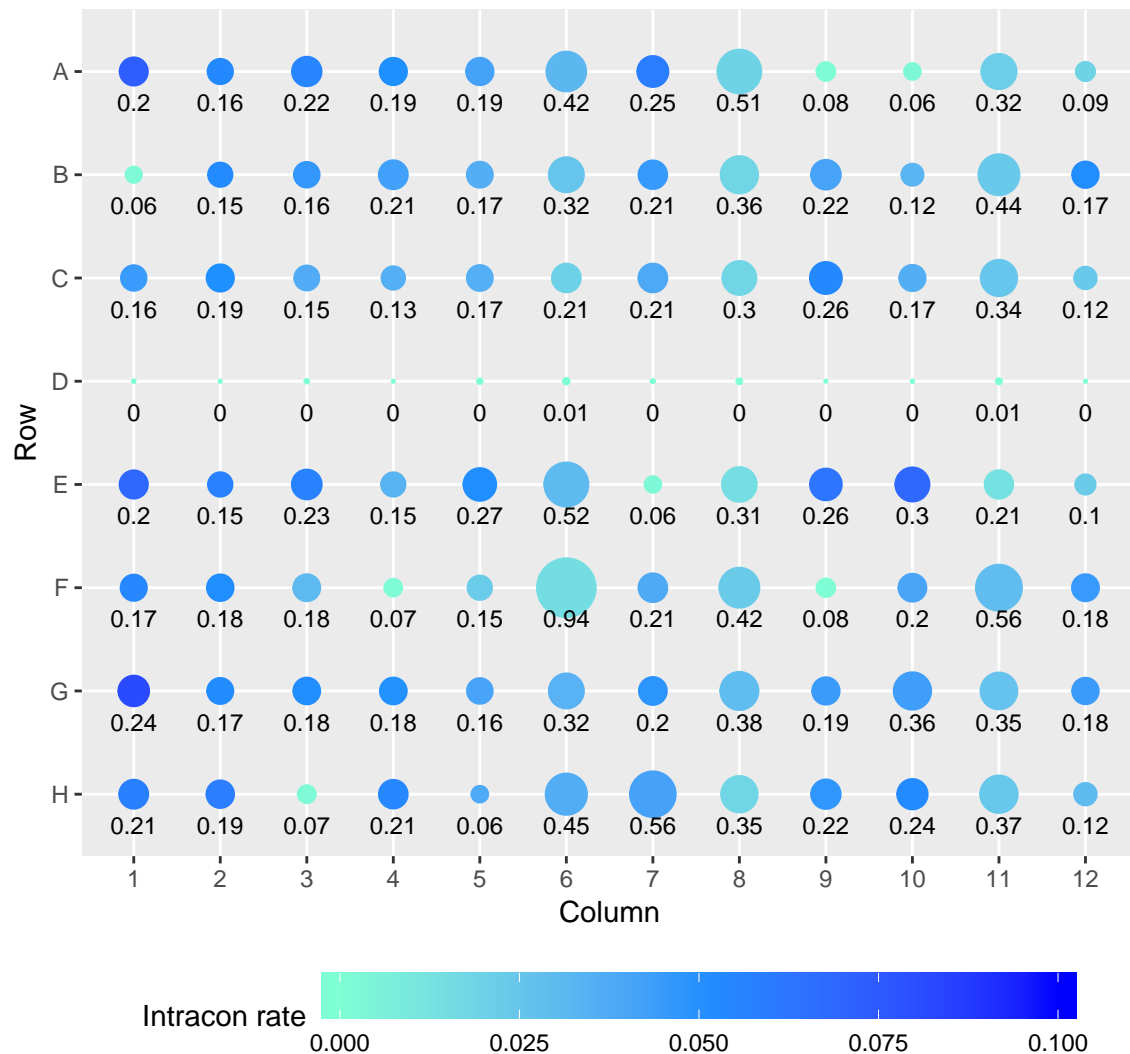 A
0.2 0.16 0.22 0.19 0.19 0.42 0.25 0.51 0.08 0.06 0.32 0.09
B
0.06 0.15 0.16 0.21 0.17 0.32 0.21 0.36 0.22 0.12 0.44 0.17
C
0.16 0.19 0.15 0.13 0.17 0.21 0.21 0.3 0.26 0.17 0.34 0.12
D
0 0 0 0 0 0.01 0 0 0 0 0.01 0
Row
E
0.2 0.15 0.23 0.15 0.27 0.52 0.06 0.31 0.26 0.3 0.21 0.1
F
0.17 0.18 0.18 0.07 0.15 0.94 0.21 0.42 0.08 0.2 0.56 0.18
G
0.24 0.17 0.18 0.18 0.16 0.32 0.2 0.38 0.19 0.36 0.35 0.18
H
0.21 0.19 0.07 0.21 0.06 0.45 0.56 0.35 0.22 0.24 0.37 0.12
1 2 3 4 5 6 7 8 9 10 11 12
Column
Intracon rate
0.000 0.025 0.050 0.075 0.100